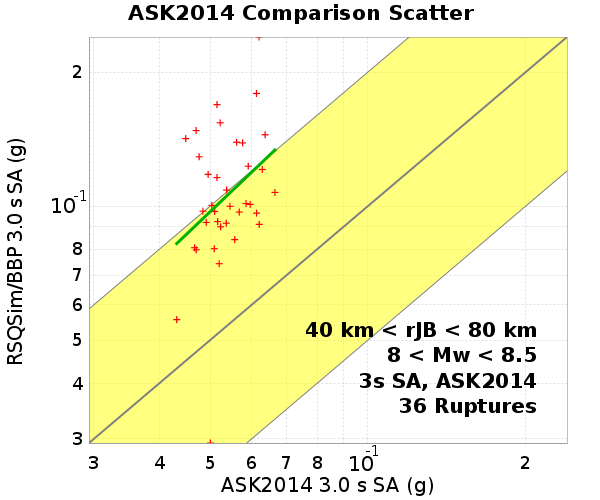 ASK2014 Comparison Scatter
RSQSim/BBP 3.0 s SA (g)
2
10-1
8
7
6
5
4
3
40 km < rJB < 80 km
8 < Mw < 8.5
3s SA, ASK2014
36 Ruptures
3 4 5 6 7 8 10-1 2
ASK2014 3.0 s SA (g)